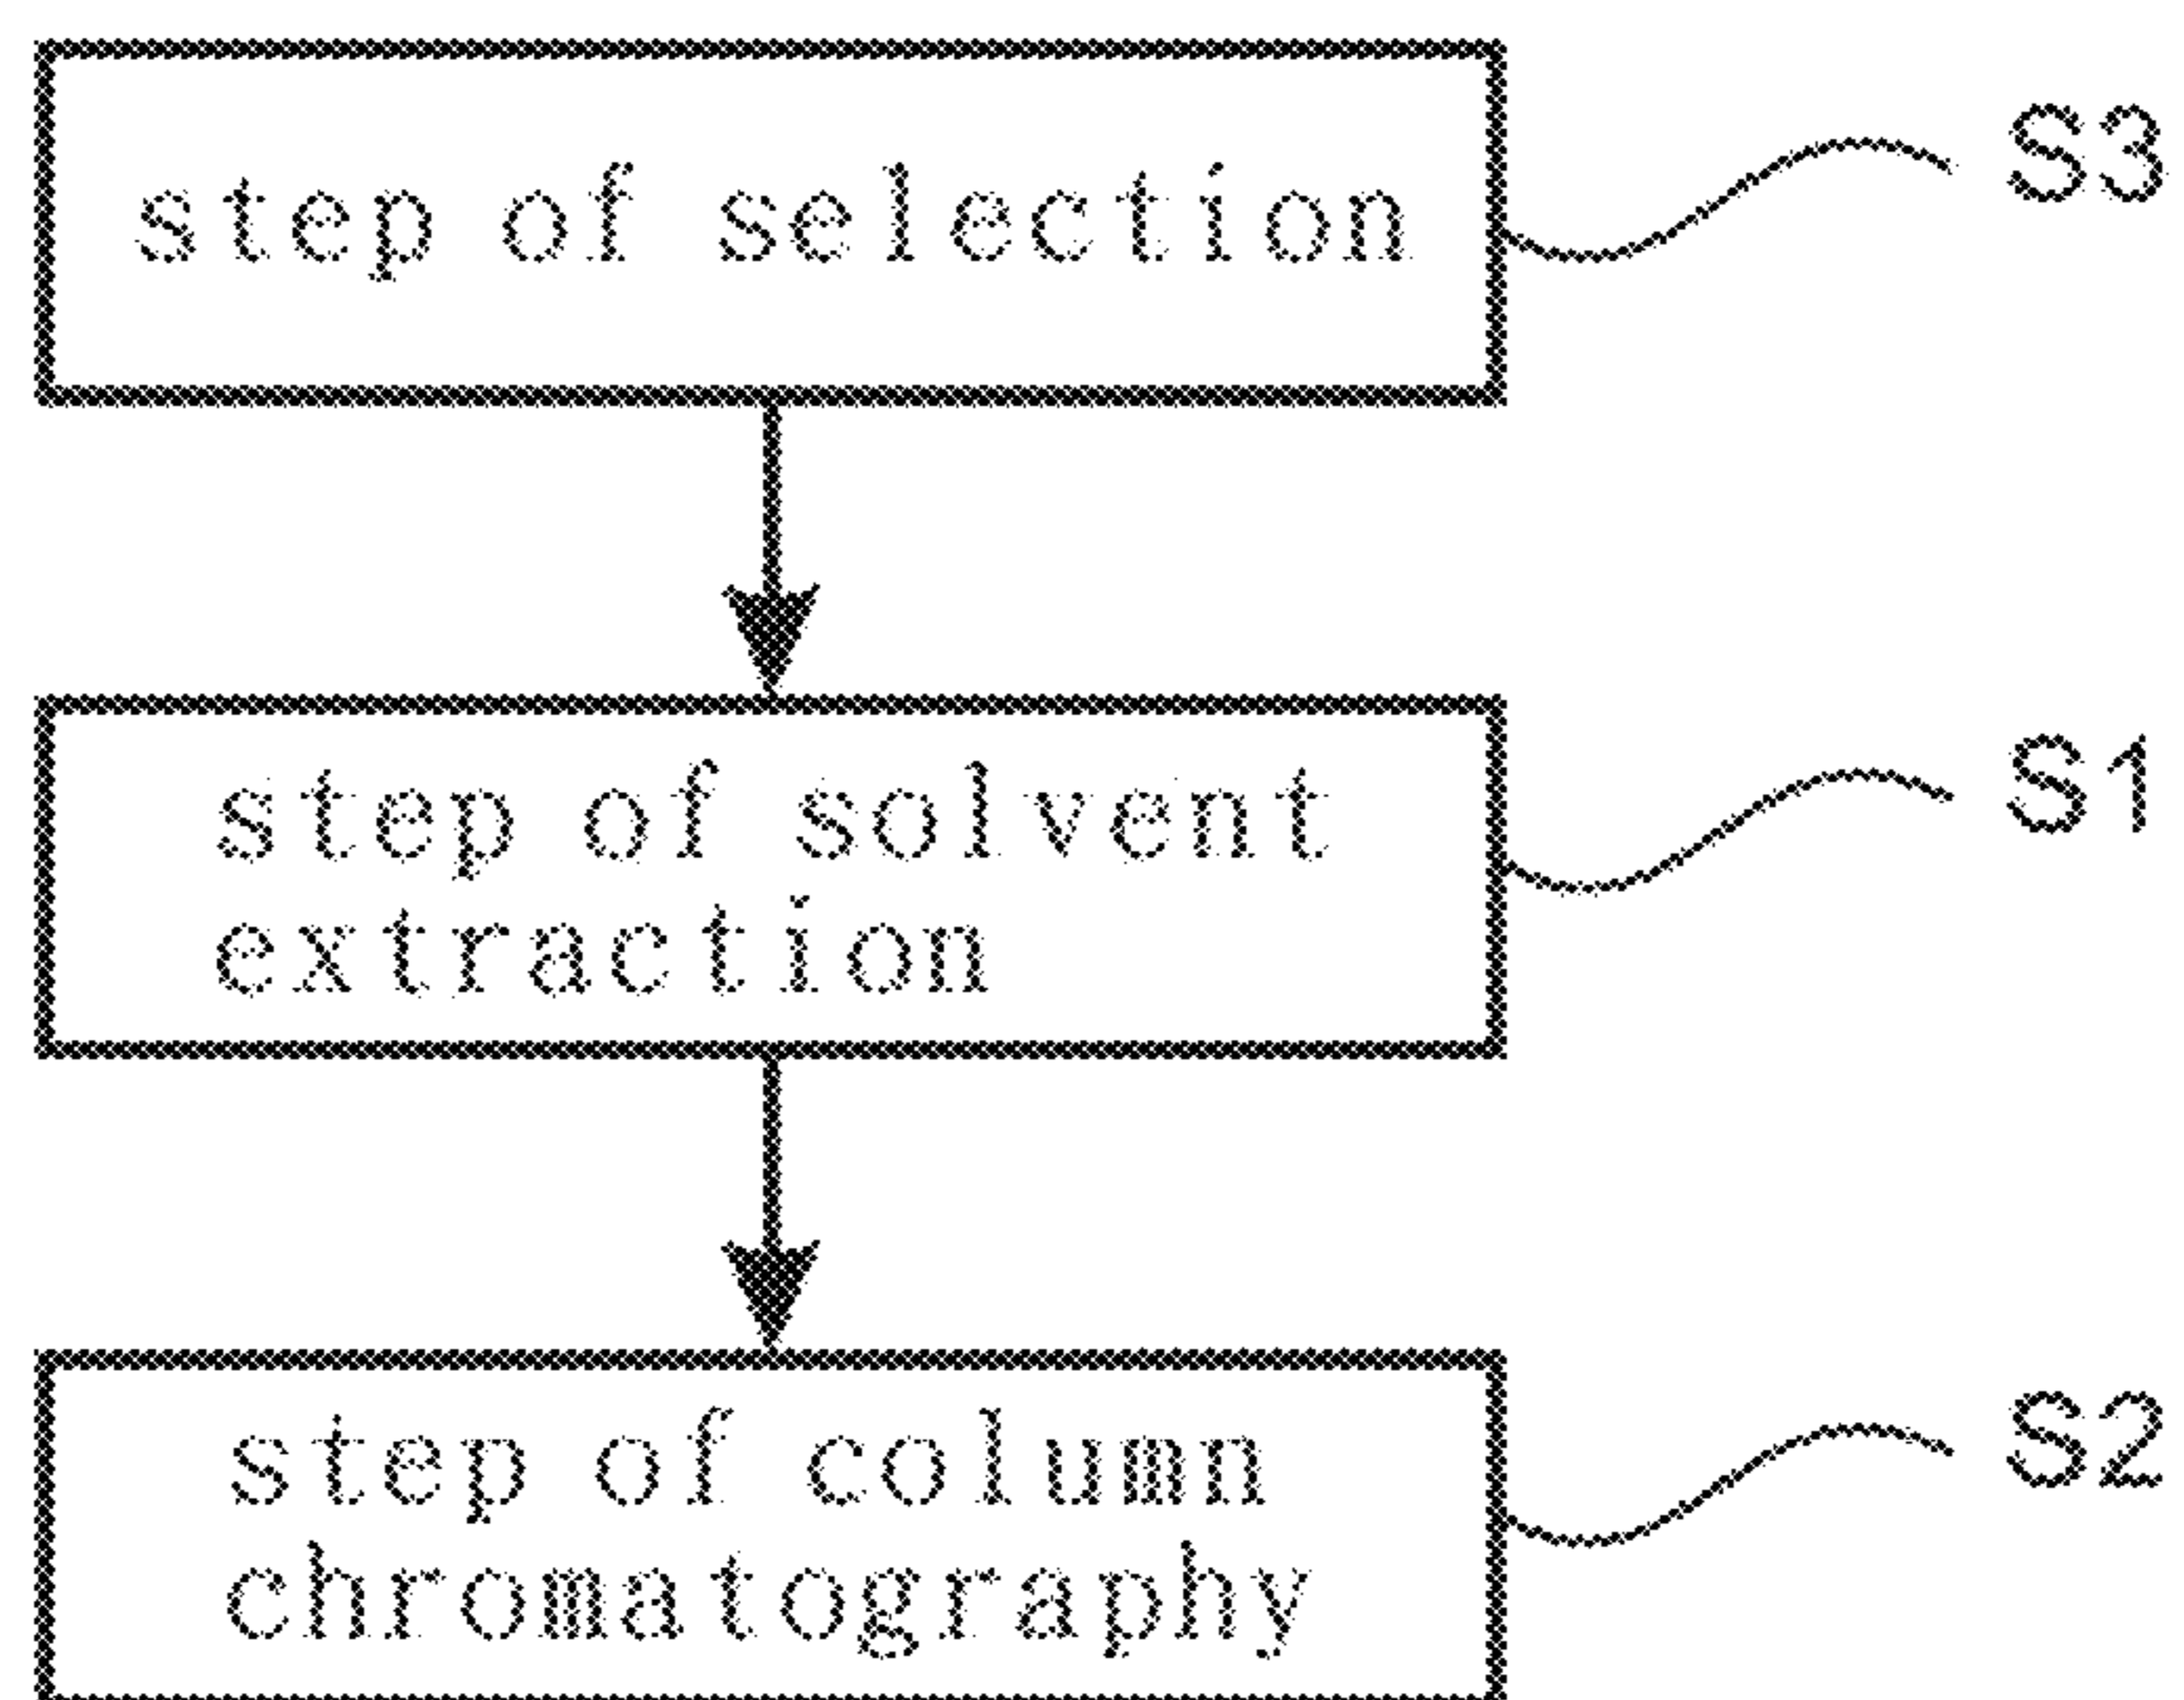 step of selection
S3
step of solvent
extraction
S1
step of column
chromatography
S2